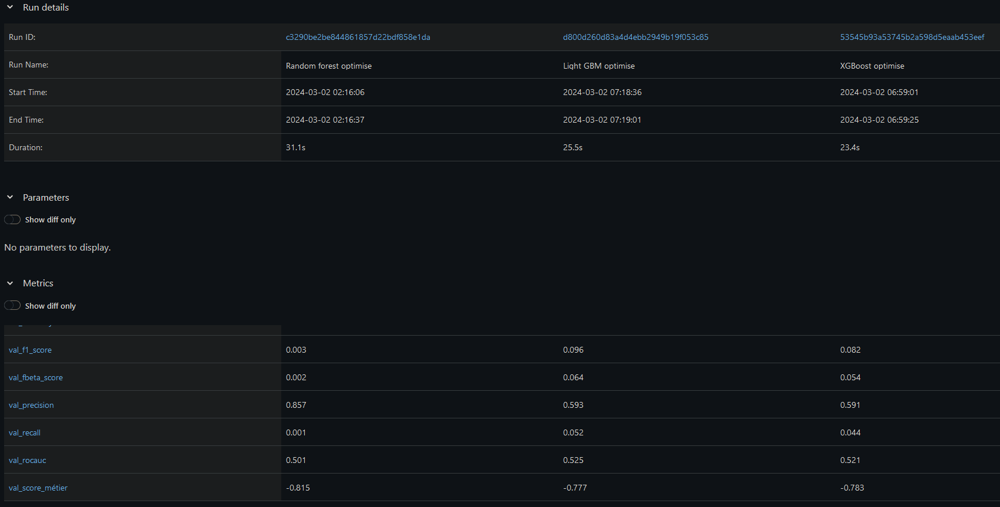 Run details
Run ID: c3290be2be844861857d22bdf858e1da d800d260d83a4d4ebb2949b19f053c85 53545b93a53745b2a598d5eaab453eef
Run Name: Random forest optimise Light GBM optimise XGBoost optimise
Start Time: 2024-03-02 02:16:06 2024-03-02 07:18:36 2024-03-02 06:59:01
End Time: 2024-03-02 02:16:37 2024-03-02 07:19:01 2024-03-02 06:59:25
Duration: 31.1s 25.5s 23.4s
Parameters
Show diff only
No parameters to display.
Metrics
Show diff only
val_f1_score 0.003 0.096 0.082
val_fbeta_score 0.002 0.064 0.054
val_precision 0.857 0.593 0.591
val_recall 0.001 0.052 0.044
val_rocauc 0.501 0.525 0.521
val_score_métier -0.815 -0.777 -0.783